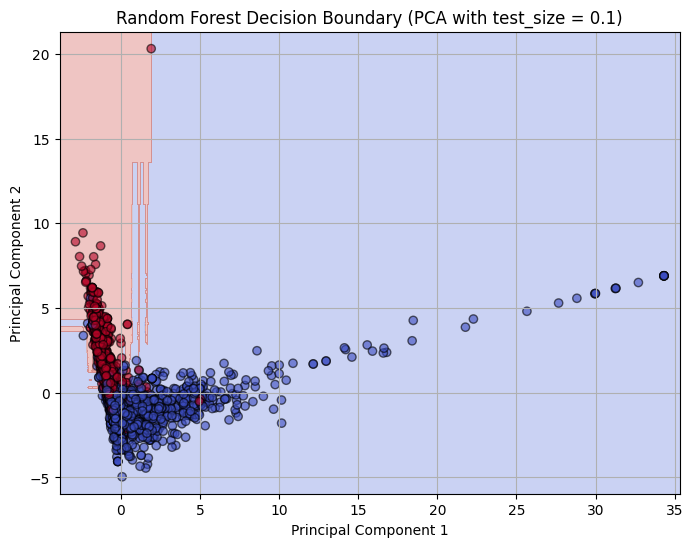 Random Forest Decision Boundary (PCA with test_size = 0.1)
Principal Component 2
20
15
10
5
0
−5
0 5 10 15 20 25 30 35
Principal Component 1